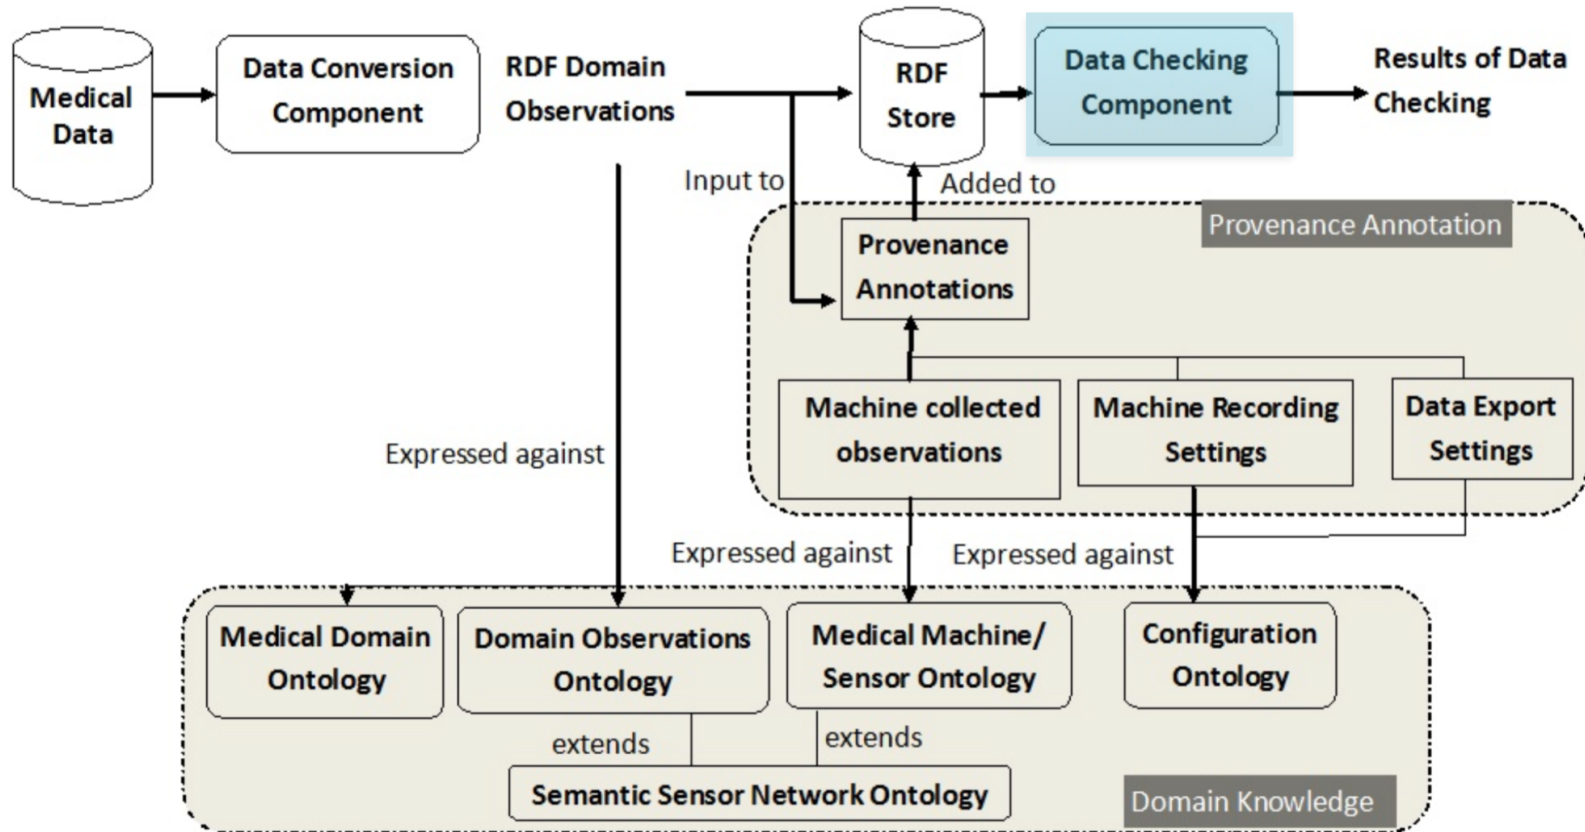 Medical
Data
Data Conversion
Component
RDF Domain
Observations
RDF
Store
Data Checking
Component
Results of Data
Checking
Input to
Added to
Provenance Annotation
Provenance
Annotations
Machine collected
observations
Machine Recording
Settings
Data Export
Settings
Expressed against
Expressed against
Expressed against
Medical Domain
Ontology
Domain Observations
Ontology
Medical Machine/
Sensor Ontology
Configuration
Ontology
extends
extends
Semantic Sensor Network Ontology
Domain Knowledge